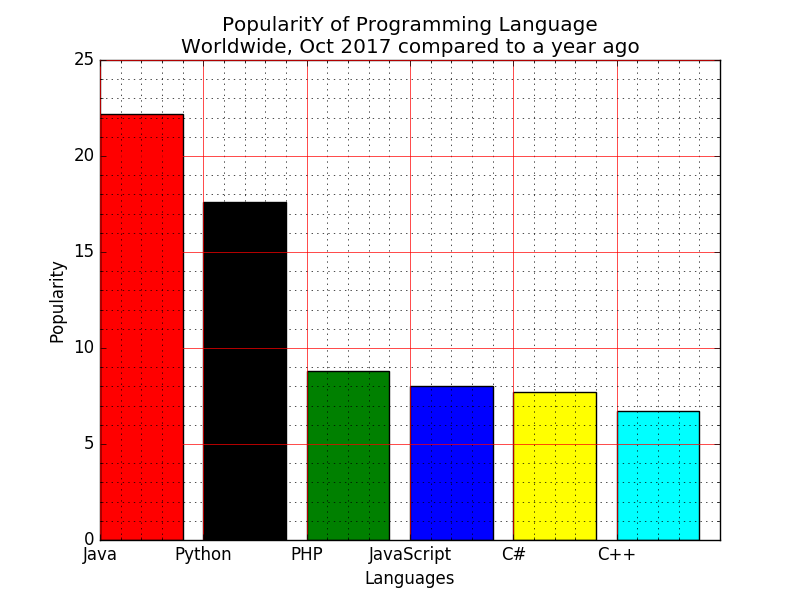 PopularitY of Programming Language
Worldwide, Oct 2017 compared to a year ago
25
20
15
10
5
0
Popularity
Java Python PHP JavaScript C# C++
Languages